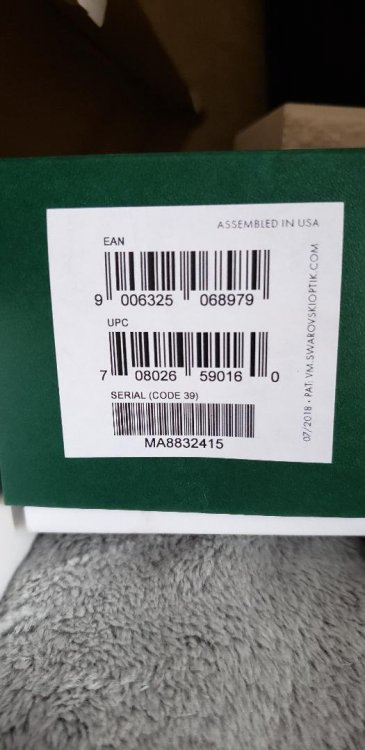 ASSEMBLED IN USA
EAN
9 006325 068979
UPC
7 08026 59016 0
SERIAL (CODE 39)
MA8832415
07/2018 • PAT: VM.SWAROVSKIOPTIK.COM